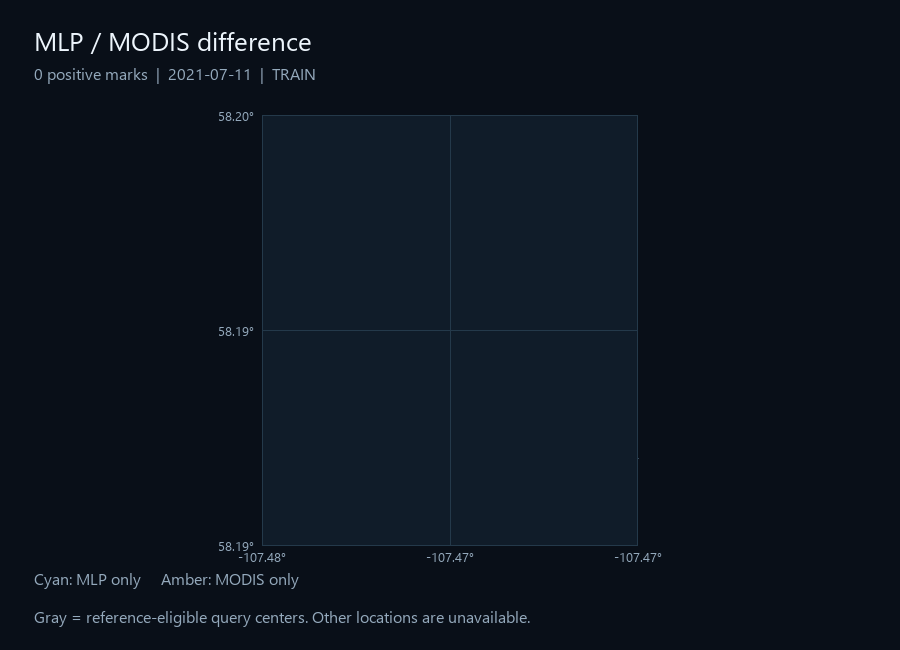 MLP / MODIS difference
0 positive marks | 2021-07-11 | TRAIN
58.20°
58.19°
58.19°
-107.48° -107.47° -107.47°
Cyan: MLP only Amber: MODIS only
Gray = reference-eligible query centers. Other locations are unavailable.